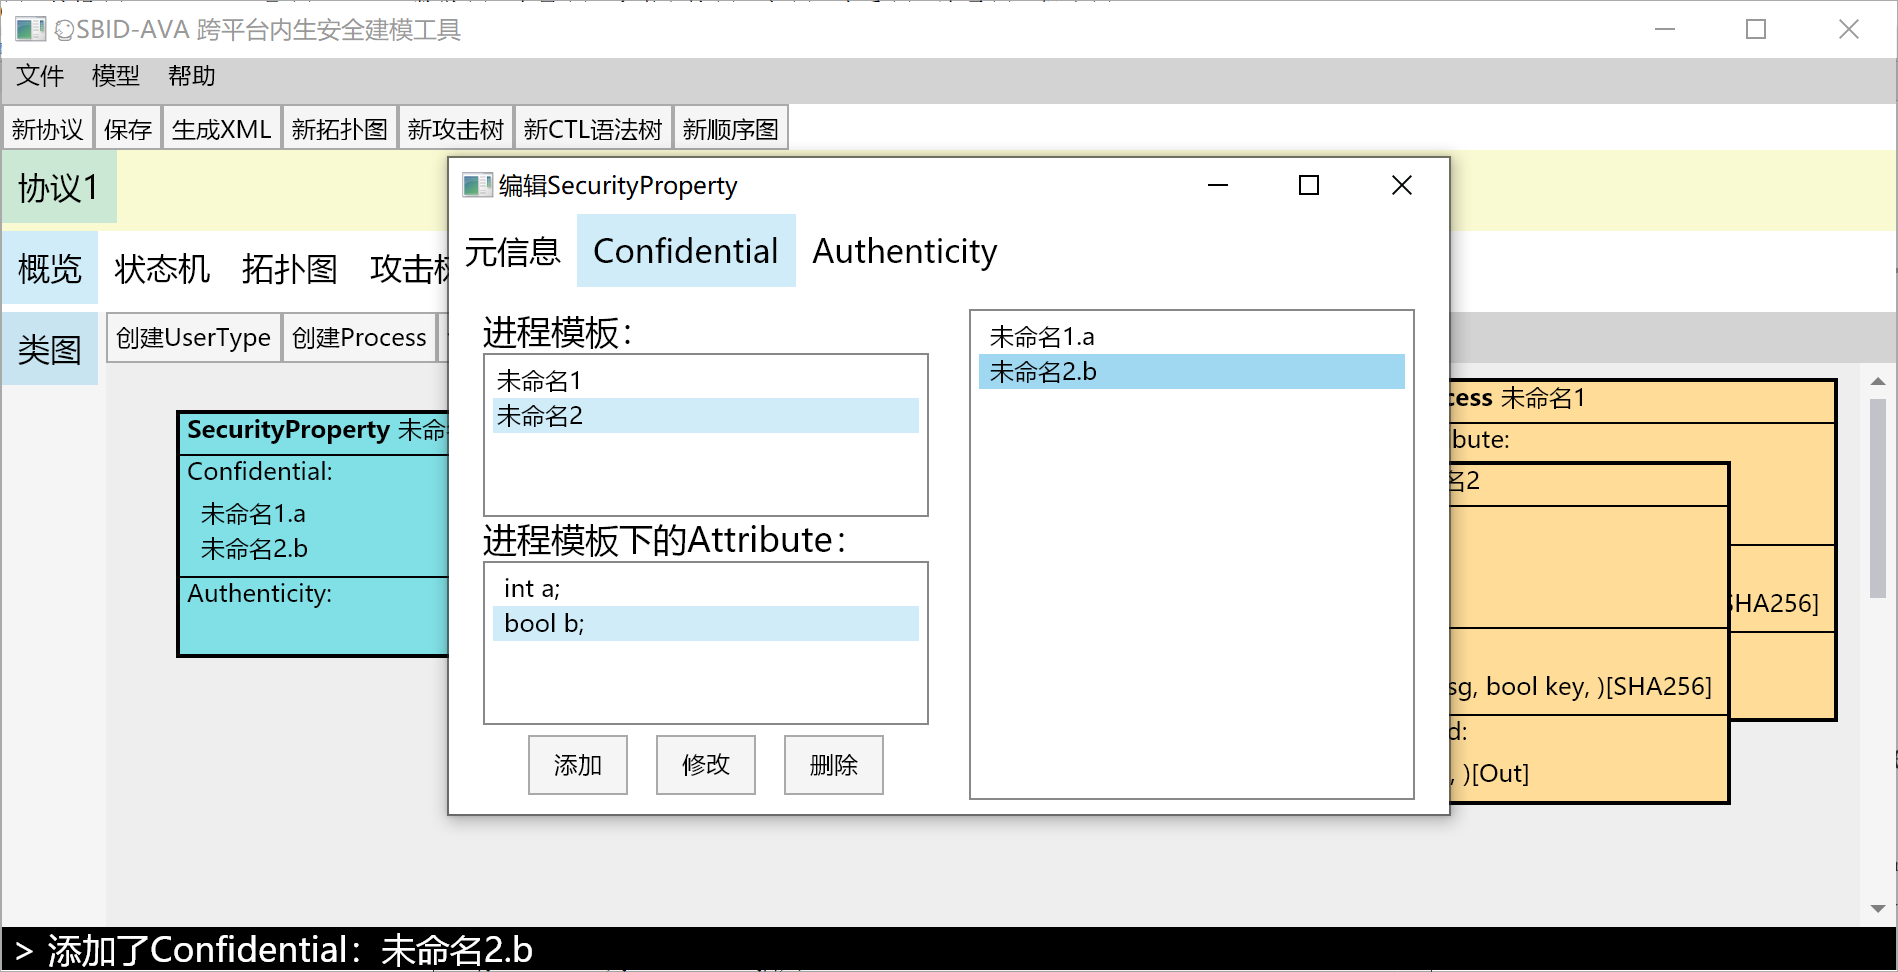 SBID-AVA 跨平台内生安全建模工具
文件 模型 帮助
新协议 保存 生成XML 新拓扑图 新攻击树 新CTL语法树 新顺序图
协议1
概览 状态机 拓扑图 攻击树
类图
创建UserType 创建Process
SecurityProperty 未命
Confidential:
未命名1.a
未命名2.b
Authenticity:
编辑SecurityProperty
元信息 Confidential Authenticity
进程模板：
未命名1
未命名2
进程模板下的Attribute：
int a;
bool b;
添加 修改 删除
未命名1.a
未命名2.b
cess 未命名1
bute:
SHA256]
名2
sg, bool key, )[SHA256]
d:
, )[Out]
> 添加了Confidential：未命名2.b